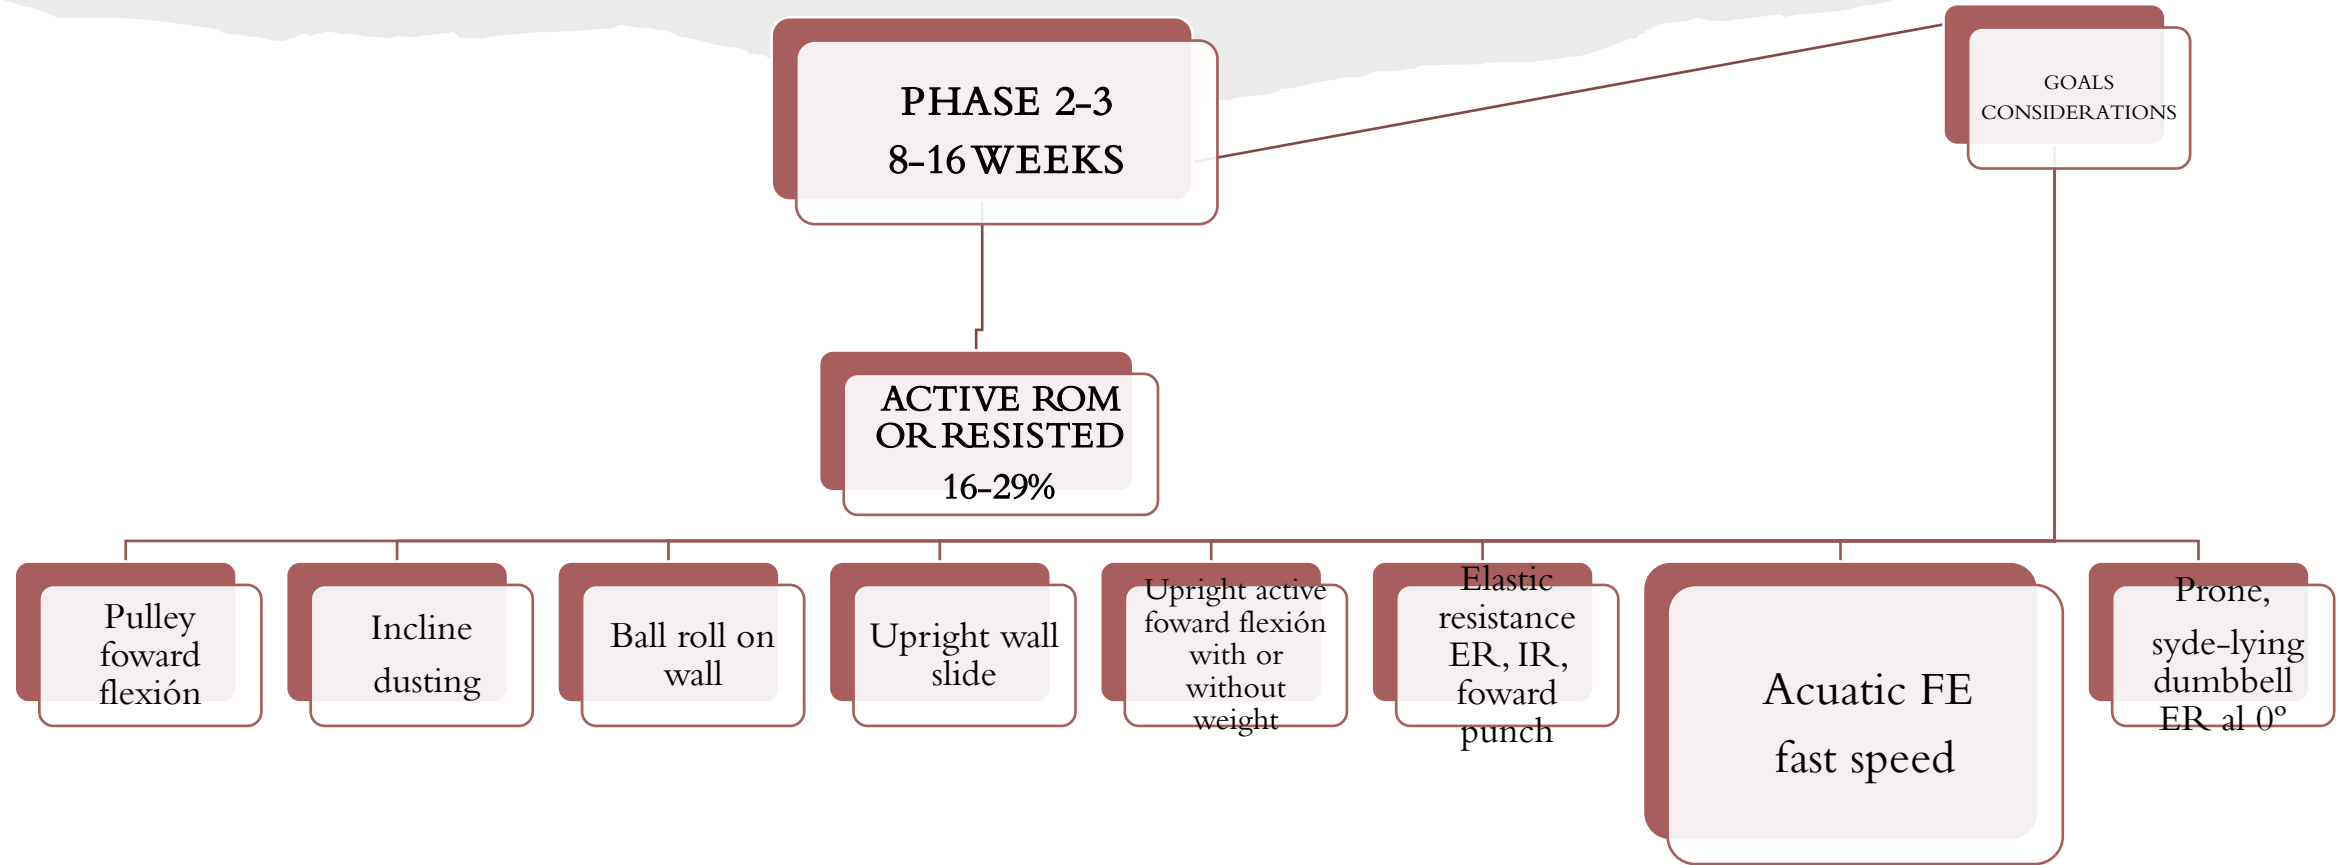 PHASE 2-3
8-16 WEEKS
GOALS
CONSIDERATIONS
ACTIVE ROM
OR RESISTED
16-29%
Pulley
foward
flexión
Incline
dusting
Ball roll on
wall
Upright wall
slide
Upright active
foward flexión
with or
without
weight
Elastic
resistance
ER, IR,
foward
punch
Acuatic FE
fast speed
Prone,
syde-lying
dumbbell
ER al 0º